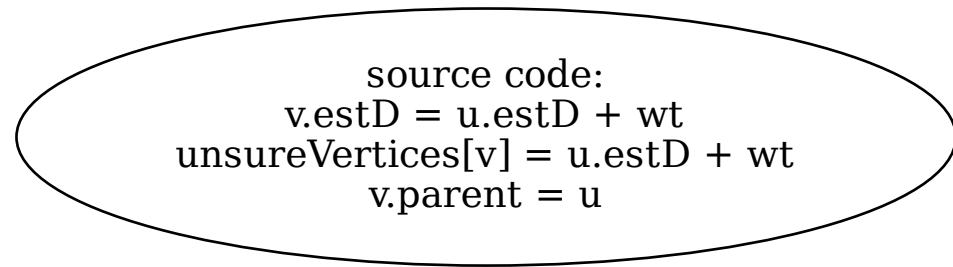 source code:
v.estD = u.estD + wt
unsureVertices[v] = u.estD + wt
v.parent = u